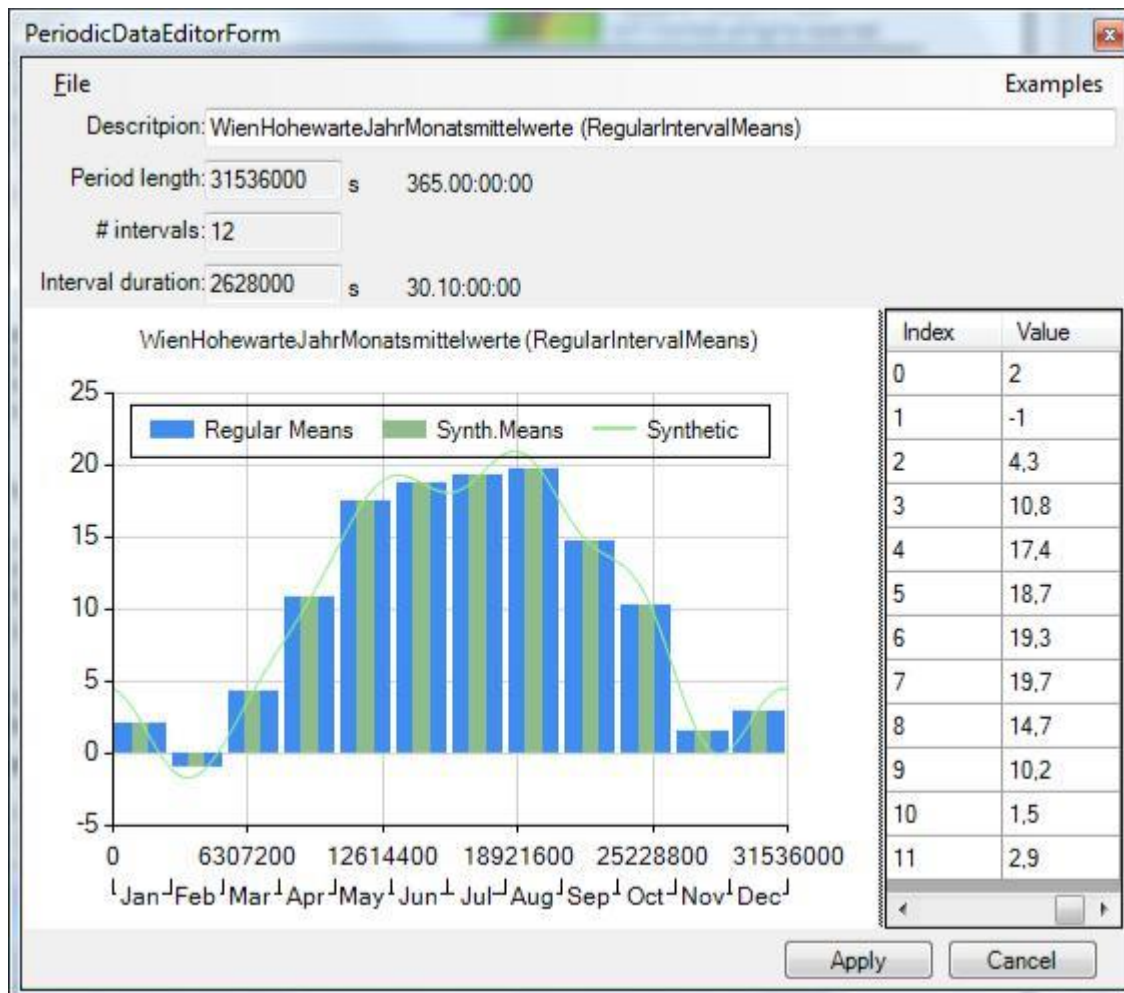 PeriodicDataEditorForm
File Examples
Descritpion: WienHohewarteJahrMonatsmittelwerte (RegularIntervalMeans)
Period length: 31536000 s 365.00:00:00
# intervals: 12
Interval duration: 2628000 s 30.10:00:00
WienHohewarteJahrMonatsmittelwerte (RegularIntervalMeans)
Regular Means Synth.Means Synthetic
25
20
15
10
5
0
-5
0 6307200 12614400 18921600 25228800 31536000
Jan Feb Mar Apr May Jun Jul Aug Sep Oct Nov Dec
Index Value
0 2
1 -1
2 4,3
3 10,8
4 17,4
5 18,7
6 19,3
7 19,7
8 14,7
9 10,2
10 1,5
11 2,9
Apply Cancel